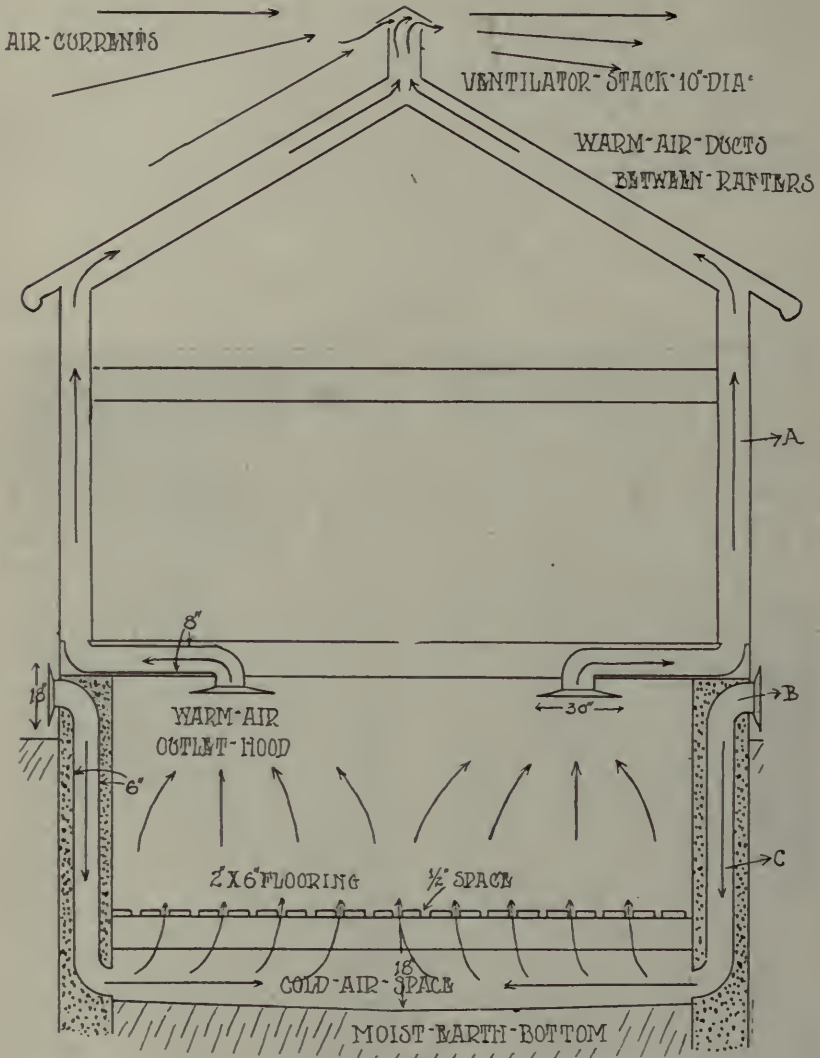 AIR-CURRENTS
VENTILATOR-STACK-10"-DIA.
WARM-AIR-DUCTS
BETWEEN-RAFTERS
A
8"
18"
B
30"
WARM-AIR
OUTLET-HOOD
6"
C
2"X6" FLOORING
½" SPACE
18"
COLD-AIR-SPACE
MOIST-EARTH-BOTTOM